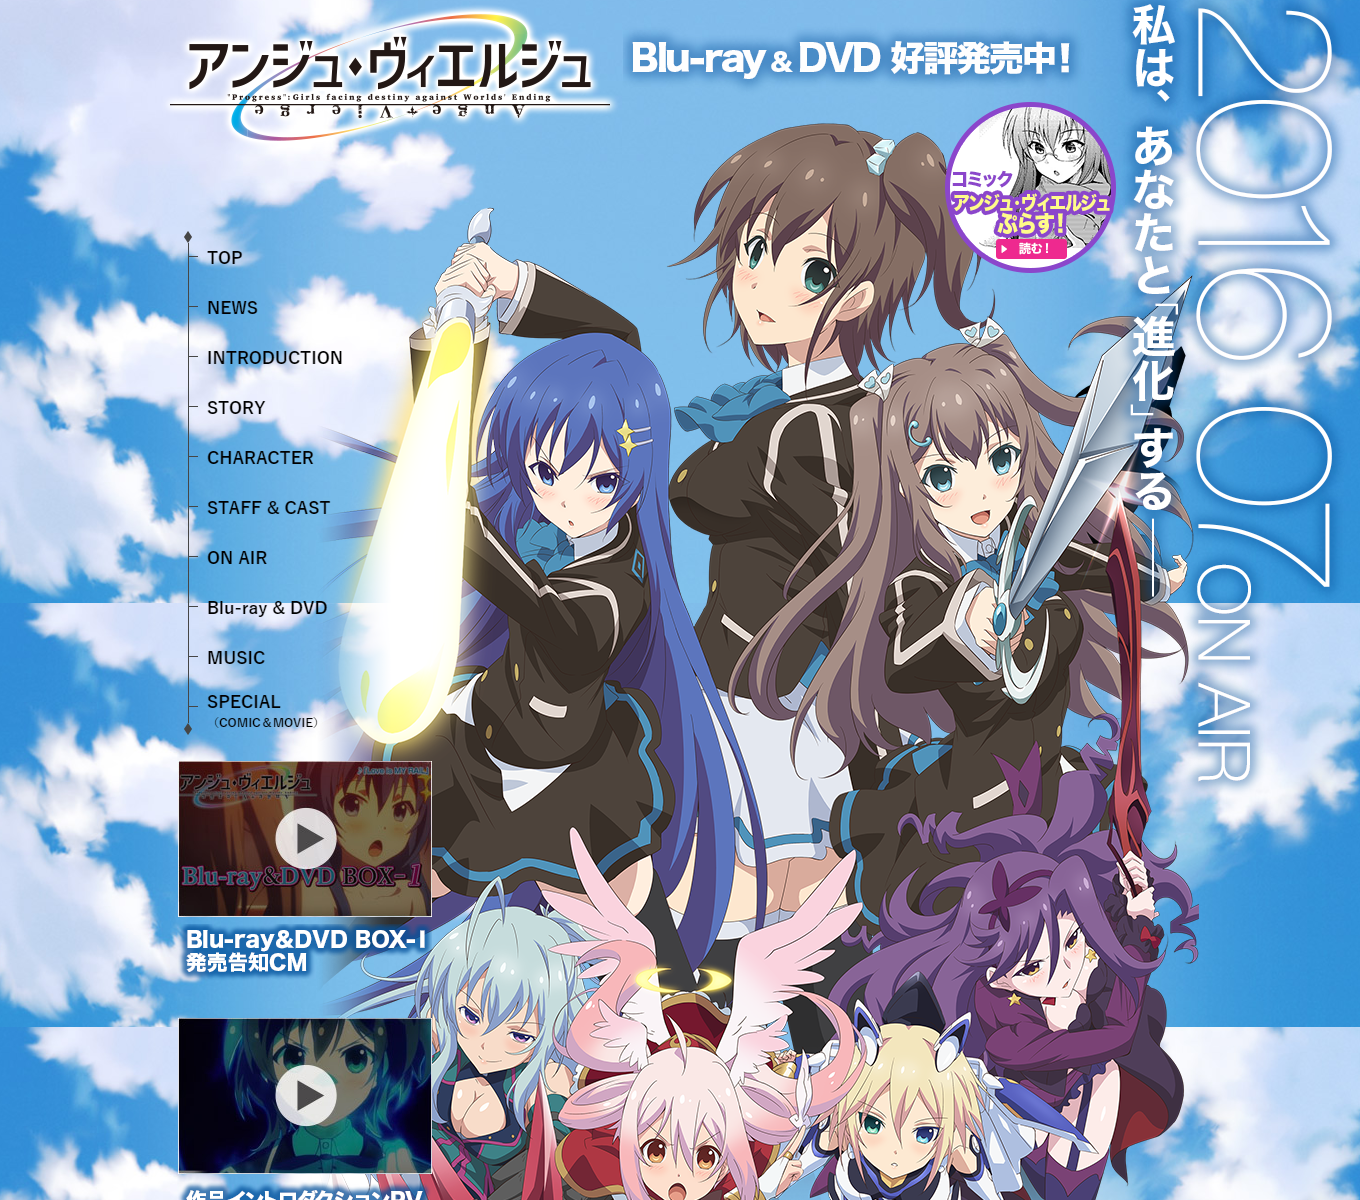 アンジュ・ヴィエルジュ
"Progress":Girls facing destiny against Worlds' Ending
Ange+Vierge
Blu-ray & DVD 好評発売中!
コミック
アンジュ・ヴィエルジュ
ぷらす!
読む!
私は、あなたと「進化」する──
2016.07 ON AIR
TOP
NEWS
INTRODUCTION
STORY
CHARACTER
STAFF & CAST
ON AIR
Blu-ray & DVD
MUSIC
SPECIAL
（COMIC & MOVIE）
アンジュ・ヴィエルジュ
Blu-ray&DVD BOX-1
Blu-ray&DVD BOX-1
発売告知CM
作品イントロダクションPV